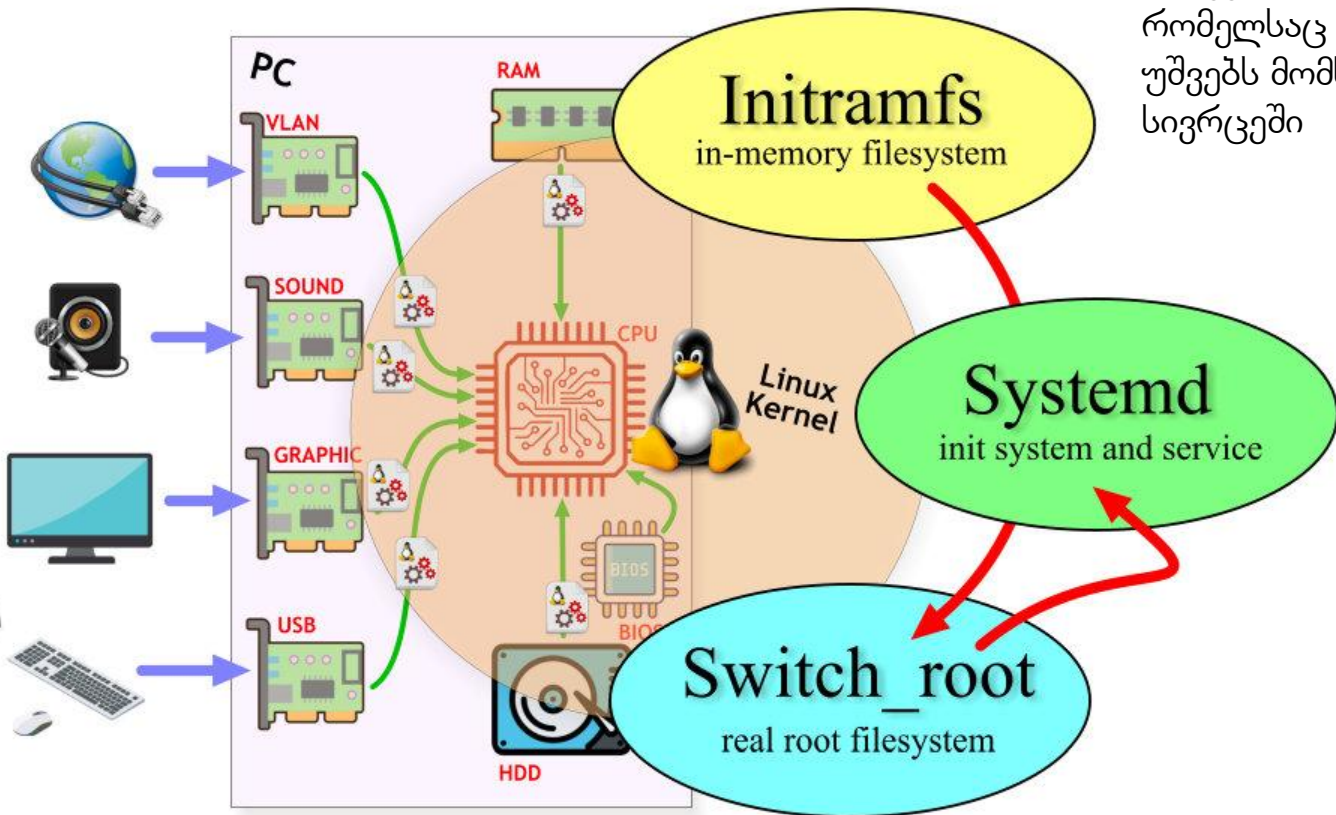 რომელსაც
უშვებს
სივრცეში
PC
RAM
VLAN
Initramfs
in-memory filesystem
SOUND
CPU
Linux
Kernel
Systemd
init system and service
GRAPHIC
BIOS
USB
BIOS
Switch_root
real root filesystem
HDD